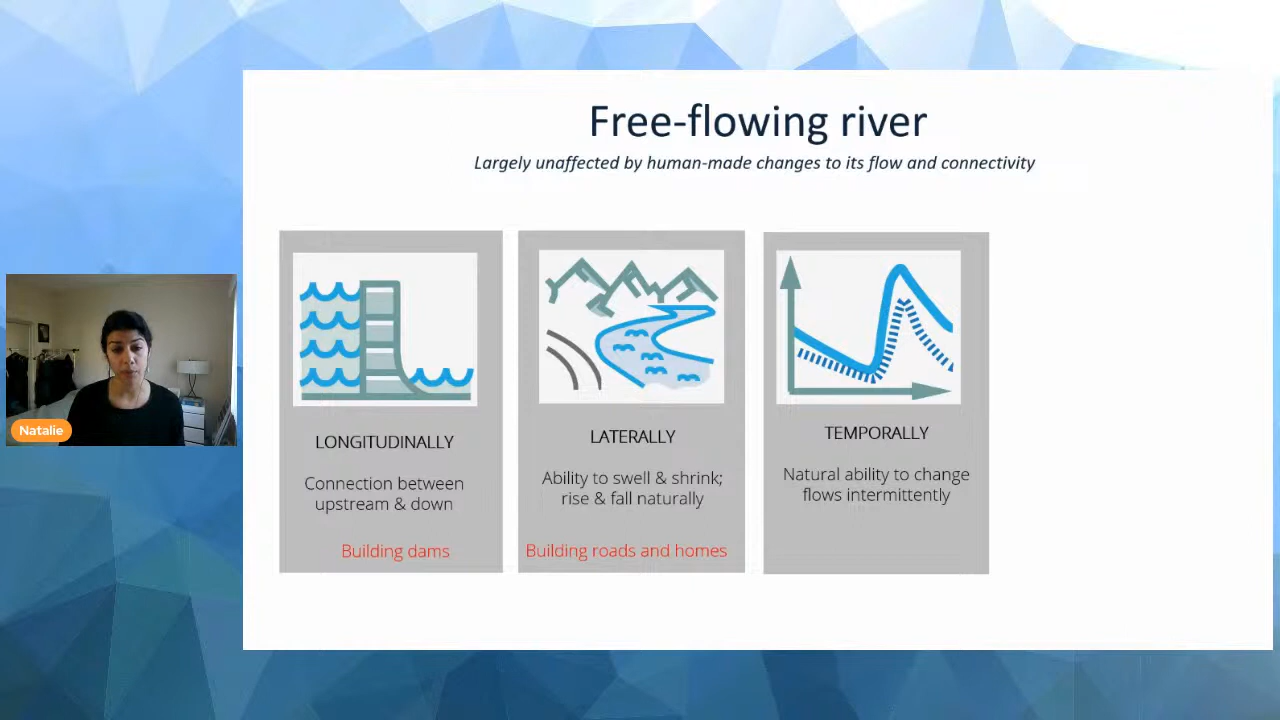 Free-flowing river
Largely unaffected by human-made changes to its flow and connectivity
LONGITUDINALLY
Connection between
upstream & down
Building dams
LATERALLY
Ability to swell & shrink;
rise & fall naturally
Building roads and homes
TEMPORALLY
Natural ability to change
flows intermittently
Natalie